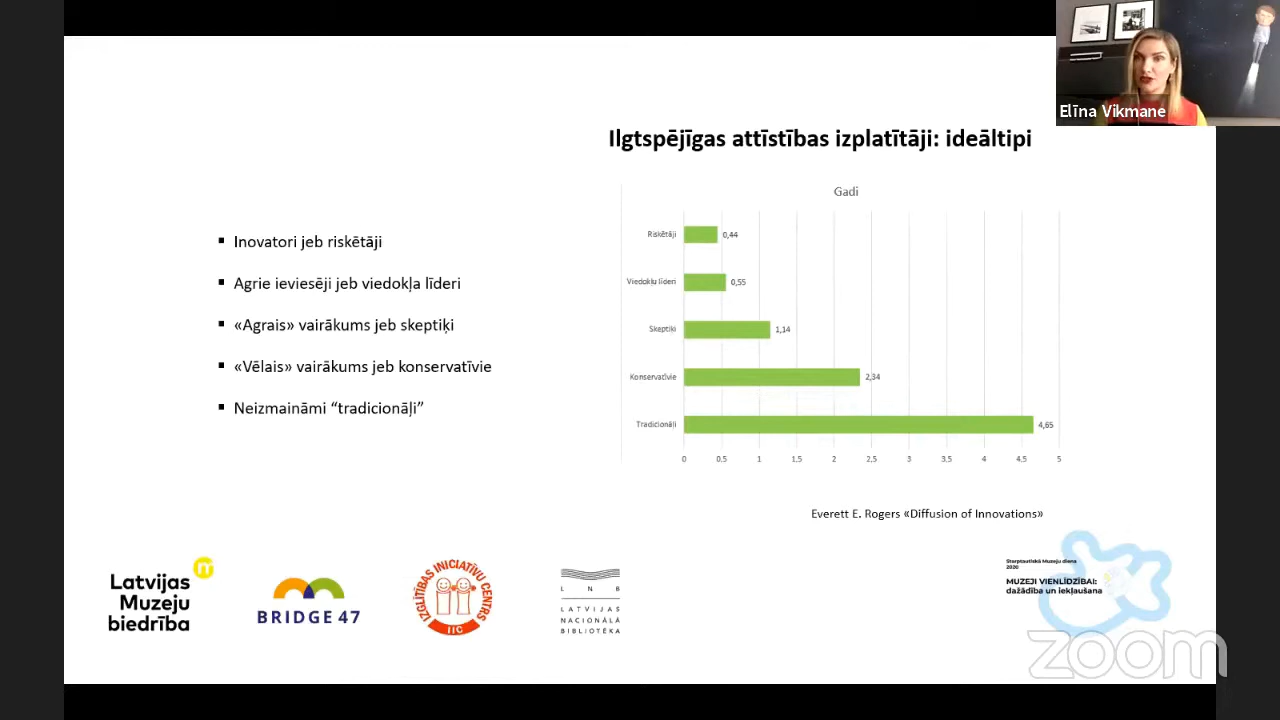 Elīna Vikmane
Ilgtspējīgas attīstības izplatītāji: ideāltipi
▪ Inovatori jeb riskētāji
▪ Agrie ieviesēji jeb viedokļa līderi
▪ «Agrais» vairākums jeb skeptiķi
▪ «Vēlais» vairākums jeb konservatīvie
▪ Neizmaināmi “tradicionāļi”
Gadi
Riskētāji 0,44
Viedokļu līderi 0,55
Skeptiķi 1,14
Konservatīvie 2,34
Tradicionāļi 4,65
0 0,5 1 1,5 2 2,5 3 3,5 4 4,5 5
Everett E. Rogers «Diffusion of Innovations»
Latvijas
Muzeju
biedrība
m
BRIDGE 47
IZGLĪTĪBAS INICIATĪVU CENTRS
IIC
L N B
LATVIJAS
NACIONĀLĀ
BIBLIOTĒKA
Starptautiskā Muzeju diena
2020
MUZEJI VIENLĪDZĪBAI:
dažādība un iekļaušana
zoom